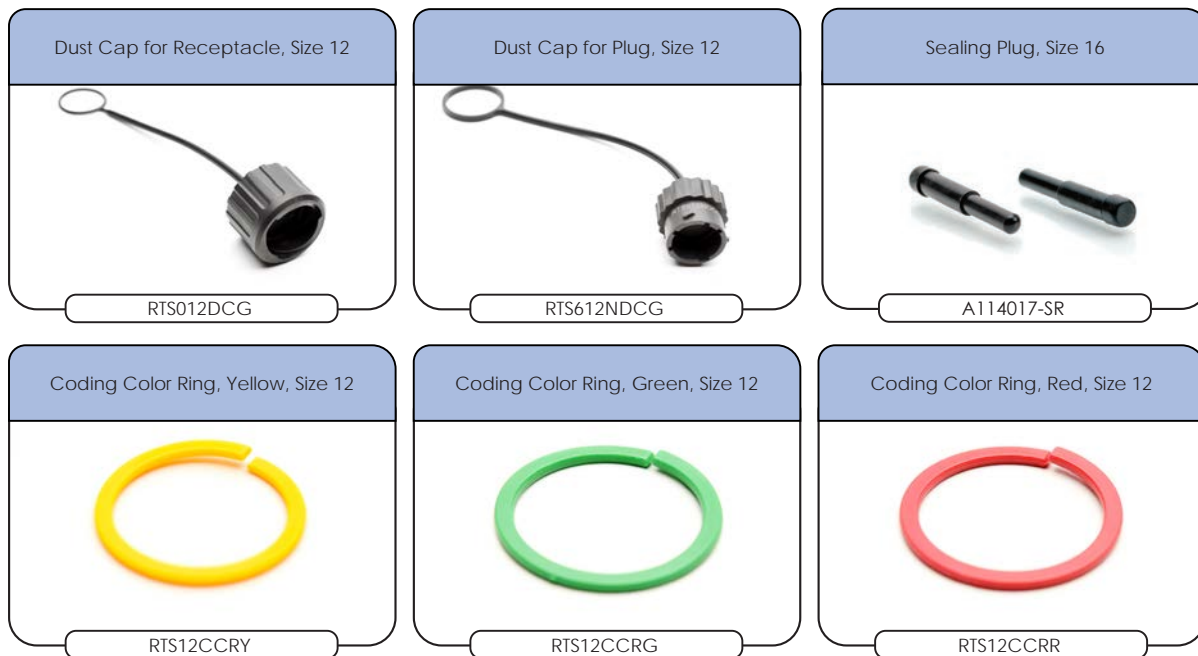 Dust Cap for Receptacle, Size 12
Dust Cap for Plug, Size 12
Sealing Plug, Size 16
RTS012DCG
RTS612NDCG
A114017-SR
Coding Color Ring, Yellow, Size 12
Coding Color Ring, Green, Size 12
Coding Color Ring, Red, Size 12
RTS12CCRY
RTS12CCRG
RTS12CCRR